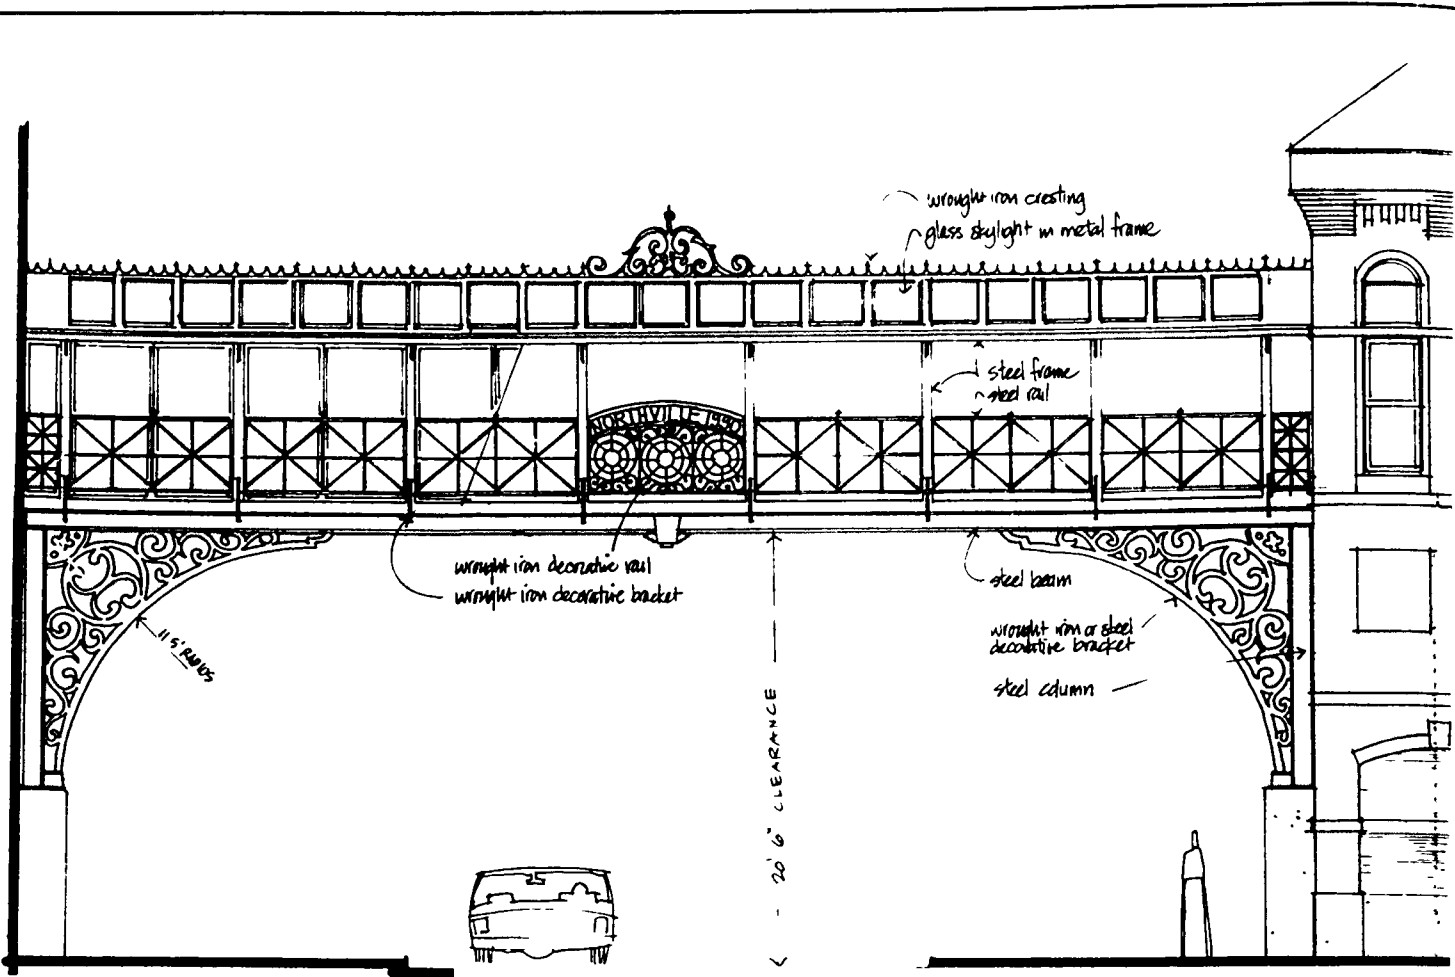 wrought iron cresting
glass skylight in metal frame
steel frame
steel rail
NORTHVILLE 1990
wrought iron decorative rail
wrought iron decorative bracket
steel beam
11.5' RADIUS
wrought iron or steel
decorative bracket
steel column
20' 6" CLEARANCE